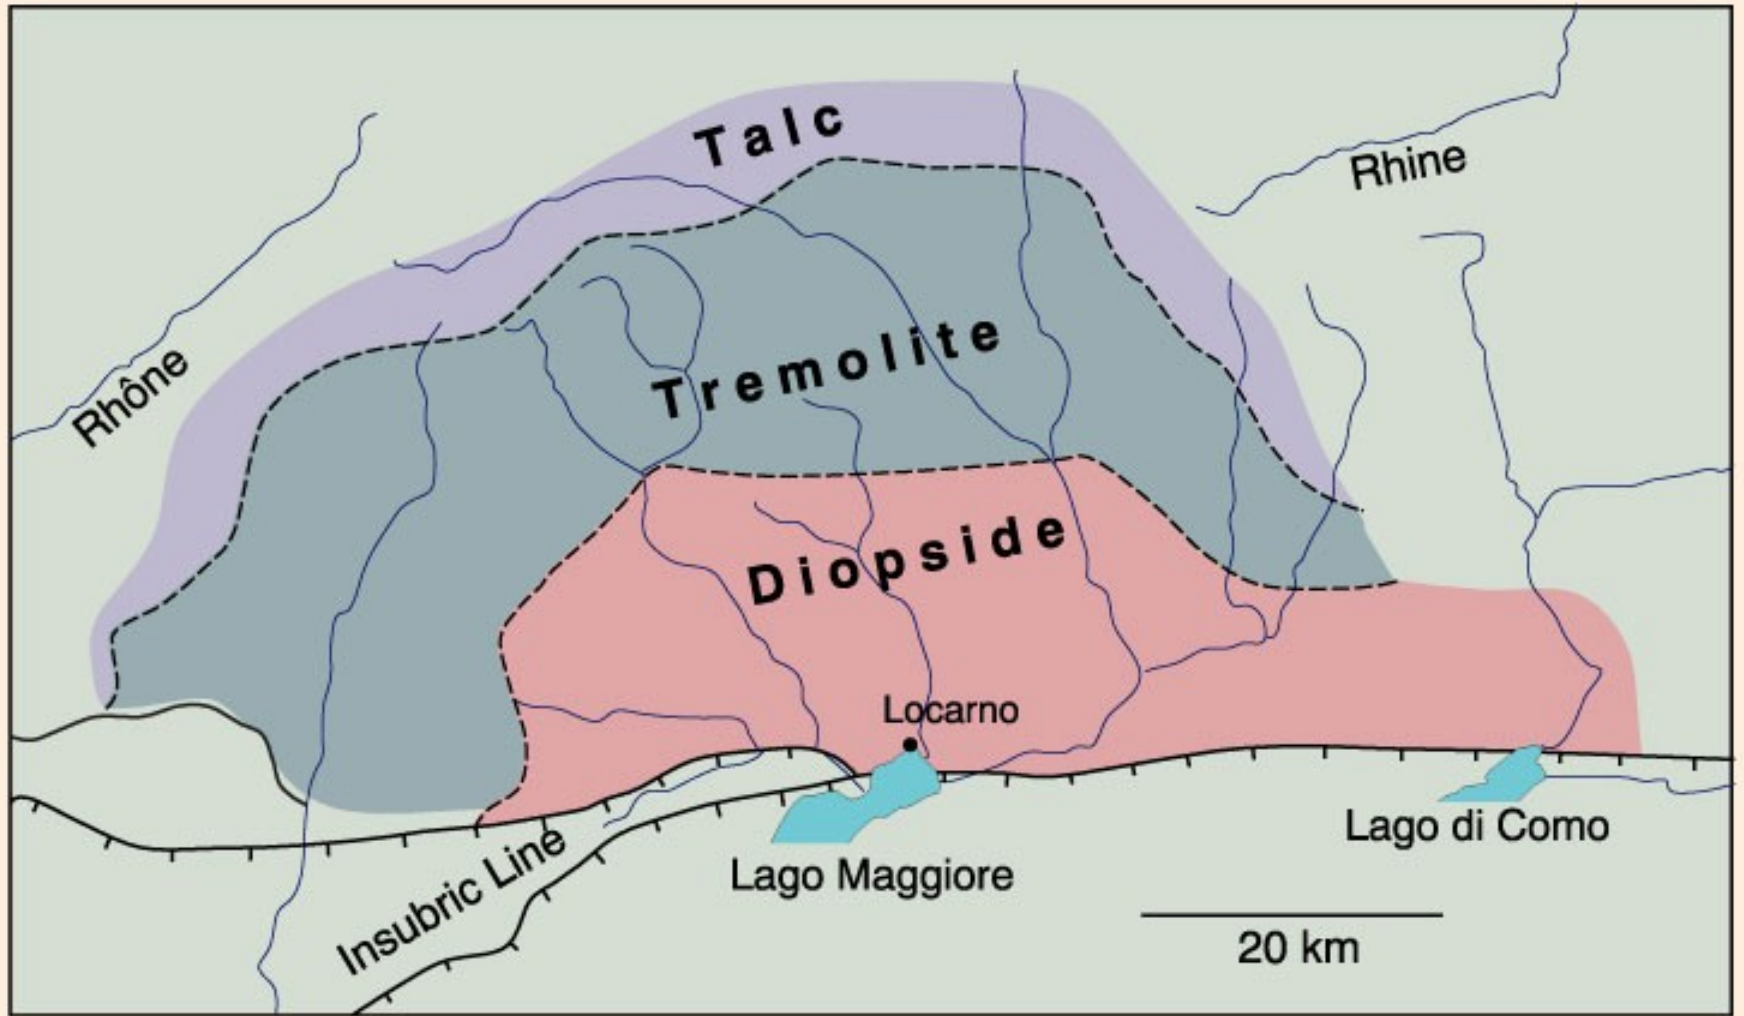 Talc
Rhine
Rhône
Tremolite
Diopside
Locarno
Insubric Line
Lago Maggiore
Lago di Como
20 km